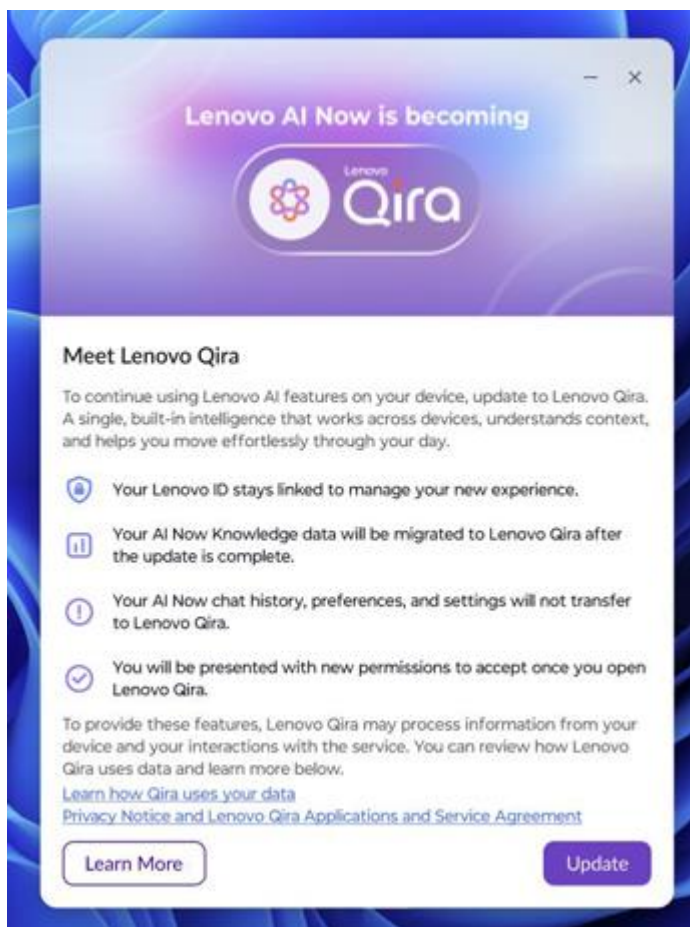 Lenovo AI Now is becoming
Lenovo
Qira
Meet Lenovo Qira
To continue using Lenovo AI features on your device, update to Lenovo Qira.
A single, built-in intelligence that works across devices, understands context,
and helps you move effortlessly through your day.
Your Lenovo ID stays linked to manage your new experience.
Your AI Now Knowledge data will be migrated to Lenovo Qira after
the update is complete.
Your AI Now chat history, preferences, and settings will not transfer
to Lenovo Qira.
You will be presented with new permissions to accept once you open
Lenovo Qira.
To provide these features, Lenovo Qira may process information from your
device and your interactions with the service. You can review how Lenovo
Qira uses data and learn more below.
Learn how Qira uses your data
Privacy Notice and Lenovo Qira Applications and Service Agreement
Learn More
Update